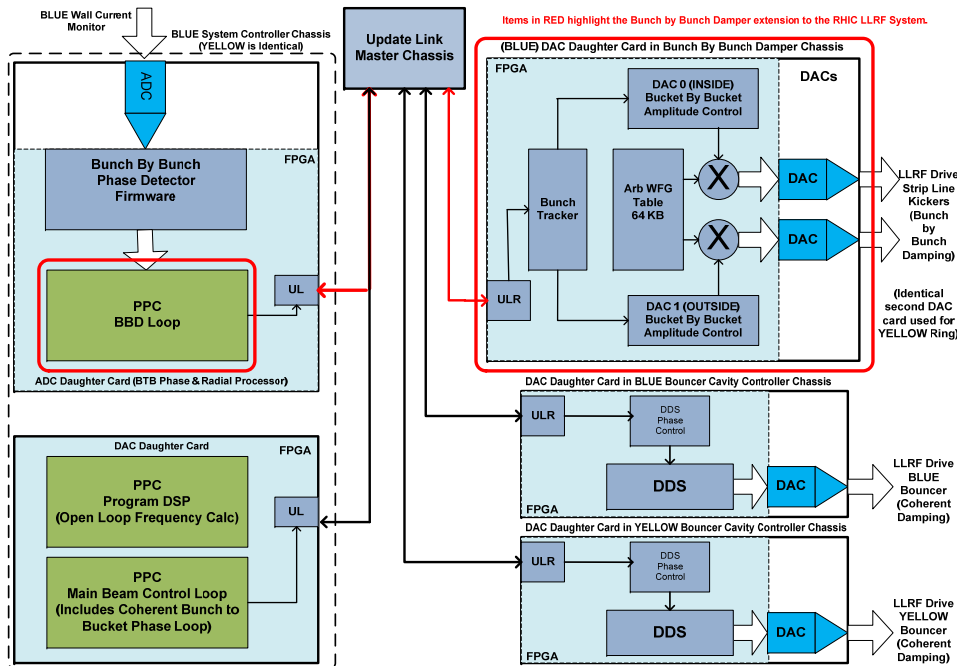 Items in RED highlight the Bunch by Bunch Damper extension to the RHIC LLRF System.
BLUE Wall Current
Monitor
BLUE System Controller Chassis
(YELLOW is Identical)
ADC
FPGA
Bunch By Bunch
Phase Detector
Firmware
PPC
BBD Loop
UL
ADC Daughter Card (BTB Phase & Radial Processor)
DAC Daughter Card
FPGA
PPC
Program DSP
(Open Loop Frequency Calc)
UL
PPC
Main Beam Control Loop
(Includes Coherent Bunch to
Bucket Phase Loop)
Update Link
Master Chassis
(BLUE) DAC Daughter Card in Bunch By Bunch Damper Chassis
FPGA
DACs
DAC 0 (INSIDE)
Bucket By Bucket
Amplitude Control
Bunch
Tracker
Arb WFG
Table
64 KB
X
X
DAC
DAC
ULR
DAC 1 (OUTSIDE)
Bucket By Bucket
Amplitude Control
LLRF Drive
Strip Line
Kickers
(Bunch
by
Bunch
Damping)
(Identical
second DAC
card used for
YELLOW Ring)
DAC Daughter Card in BLUE Bouncer Cavity Controller Chassis
ULR
DDS
Phase
Control
DDS
DAC
FPGA
LLRF Drive
BLUE
Bouncer
(Coherent
Damping)
DAC Daughter Card in YELLOW Bouncer Cavity Controller Chassis
ULR
DDS
Phase
Control
DDS
DAC
FPGA
LLRF Drive
YELLOW
Bouncer
(Coherent
Damping)